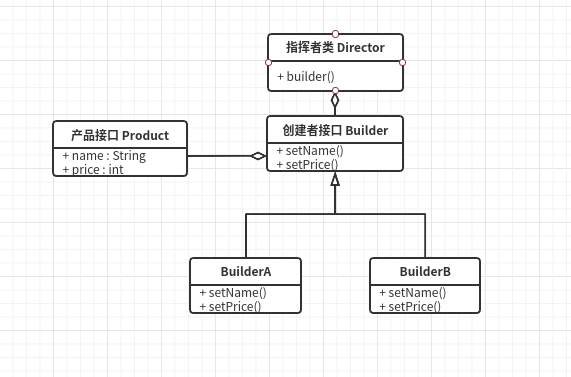 指挥者类 Director
+ builder()
产品接口 Product
+ name : String
+ price : int
创建者接口 Builder
+ setName()
+ setPrice()
BuilderA
+ setName()
+ setPrice()
BuilderB
+ setName()
+ setPrice()